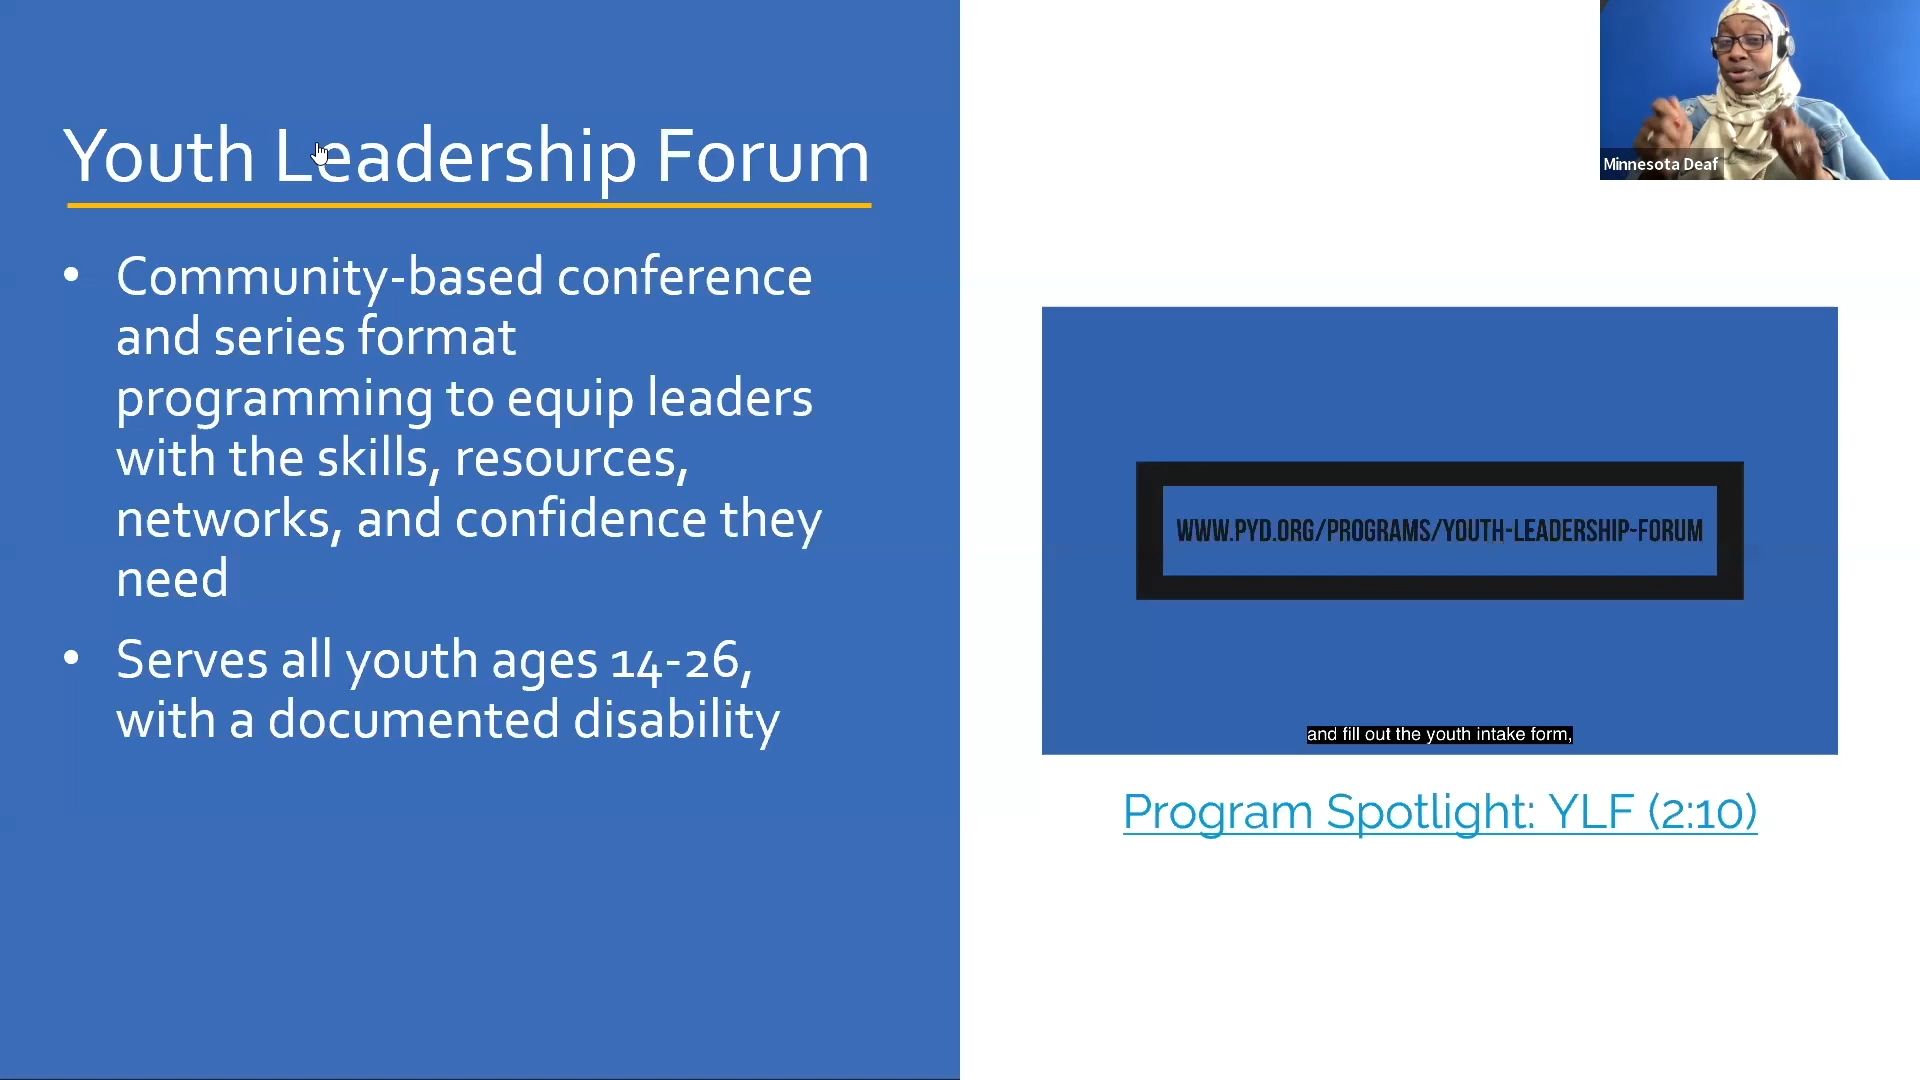 Youth Leadership Forum
• Community-based conference
and series format
programming to equip leaders
with the skills, resources,
networks, and confidence they
need
• Serves all youth ages 14-26,
with a documented disability
Minnesota Deaf
WWW.PYD.ORG/PROGRAMS/YOUTH-LEADERSHIP-FORUM
and fill out the youth intake form,
Program Spotlight: YLF (2:10)